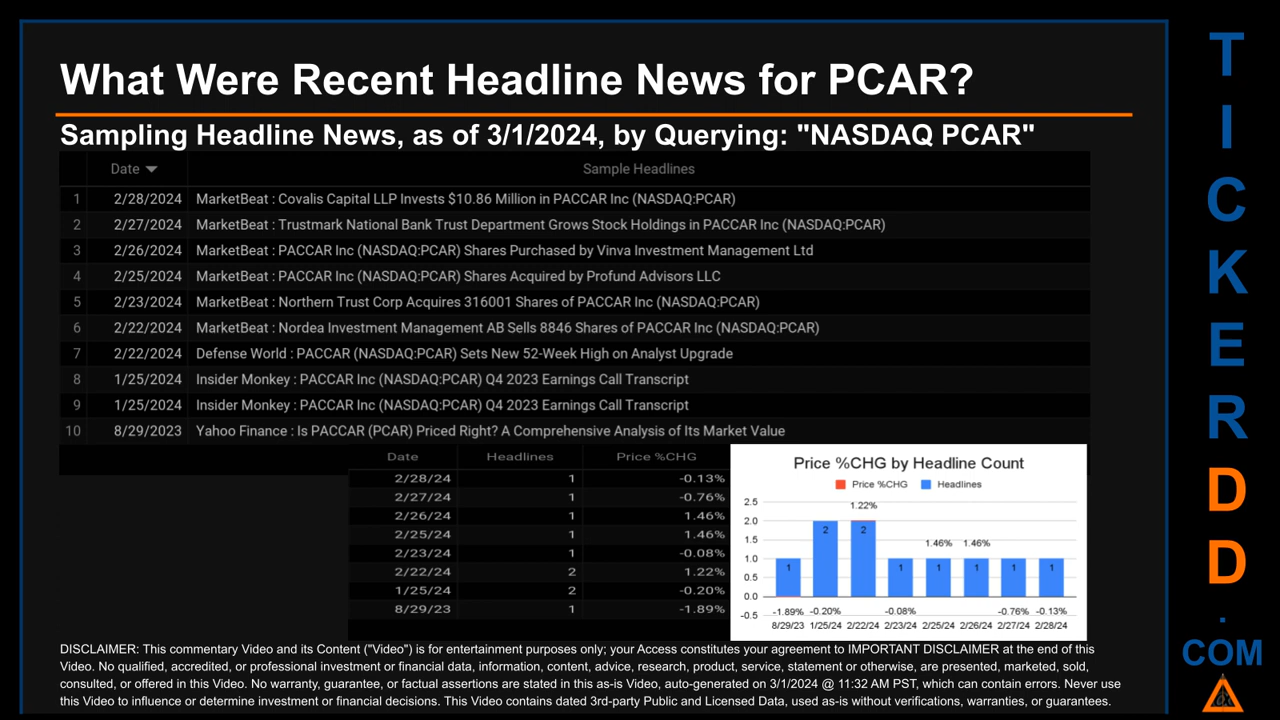 What Were Recent Headline News for PCAR?
Sampling Headline News, as of 3/1/2024, by Querying: "NASDAQ PCAR"
Date Sample Headlines
1 2/28/2024 MarketBeat : Covalis Capital LLP Invests $10.86 Million in PACCAR Inc (NASDAQ:PCAR)
2 2/27/2024 MarketBeat : Trustmark National Bank Trust Department Grows Stock Holdings in PACCAR Inc (NASDAQ:PCAR)
3 2/26/2024 MarketBeat : PACCAR Inc (NASDAQ:PCAR) Shares Purchased by Vinva Investment Management Ltd
4 2/25/2024 MarketBeat : PACCAR Inc (NASDAQ:PCAR) Shares Acquired by Profund Advisors LLC
5 2/23/2024 MarketBeat : Northern Trust Corp Acquires 316001 Shares of PACCAR Inc (NASDAQ:PCAR)
6 2/22/2024 MarketBeat : Nordea Investment Management AB Sells 8846 Shares of PACCAR Inc (NASDAQ:PCAR)
7 2/22/2024 Defense World : PACCAR (NASDAQ:PCAR) Sets New 52-Week High on Analyst Upgrade
8 1/25/2024 Insider Monkey : PACCAR Inc (NASDAQ:PCAR) Q4 2023 Earnings Call Transcript
9 1/25/2024 Insider Monkey : PACCAR Inc (NASDAQ:PCAR) Q4 2023 Earnings Call Transcript
10 8/29/2023 Yahoo Finance : Is PACCAR (PCAR) Priced Right? A Comprehensive Analysis of Its Market Value
Date Headlines Price %CHG
2/28/24 1 -0.13%
2/27/24 1 -0.76%
2/26/24 1 1.46%
2/25/24 1 1.46%
2/23/24 1 -0.08%
2/22/24 2 1.22%
1/25/24 2 -0.20%
8/29/23 1 -1.89%
Price %CHG by Headline Count
Price %CHG Headlines
2.5
2.0
1.5
1.0
0.5
0.0
-0.5
1.22%
1.46% 1.46%
1 2 2 1 1 1 1 1
-1.89% -0.20% -0.08% -0.76% -0.13%
8/29/23 1/25/24 2/22/24 2/23/24 2/25/24 2/26/24 2/27/24 2/28/24
DISCLAIMER: This commentary Video and its Content ("Video") is for entertainment purposes only; your Access constitutes your agreement to IMPORTANT DISCLAIMER at the end of this
Video. No qualified, accredited, or professional investment or financial data, information, content, advice, research, product, service, statement or otherwise, are presented, marketed, sold,
consulted, or offered in this Video. No warranty, guarantee, or factual assertions are stated in this as-is Video, auto-generated on 3/1/2024 @ 11:32 AM PST, which can contain errors. Never use
this Video to influence or determine investment or financial decisions. This Video contains dated 3rd-party Public and Licensed Data, used as-is without verifications, warranties, or guarantees.
T
I
C
K
E
R
D
D
.
COM